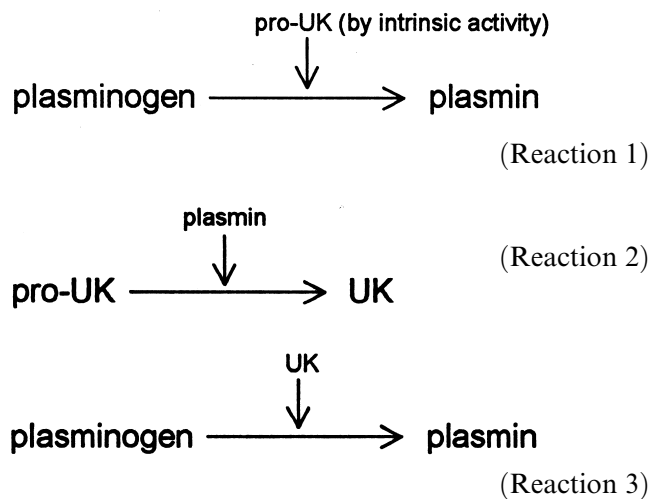 pro-UK (by intrinsic activity)
plasminogen plasmin
(Reaction 1)
plasmin
(Reaction 2)
pro-UK UK
UK
plasminogen plasmin
(Reaction 3)